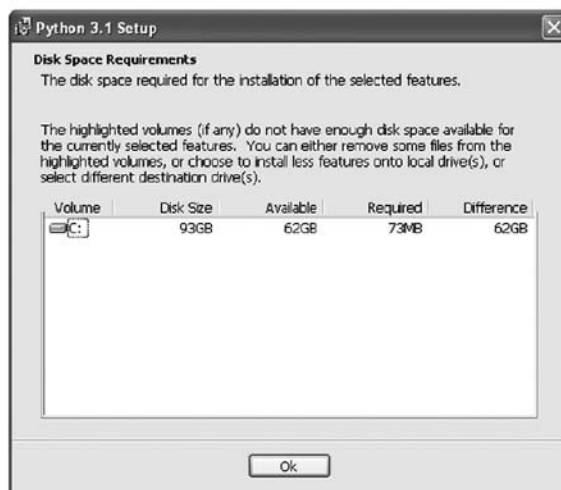 Python 3.1 Setup
Disk Space Requirements
The disk space required for the installation of the selected features.
The highlighted volumes (if any) do not have enough disk space available for
the currently selected features. You can either remove some files from the
highlighted volumes, or choose to install less features onto local drive(s), or
select different destination drive(s).
Volume Disk Size Available Required Difference
C: 93GB 62GB 73MB 62GB
Ok